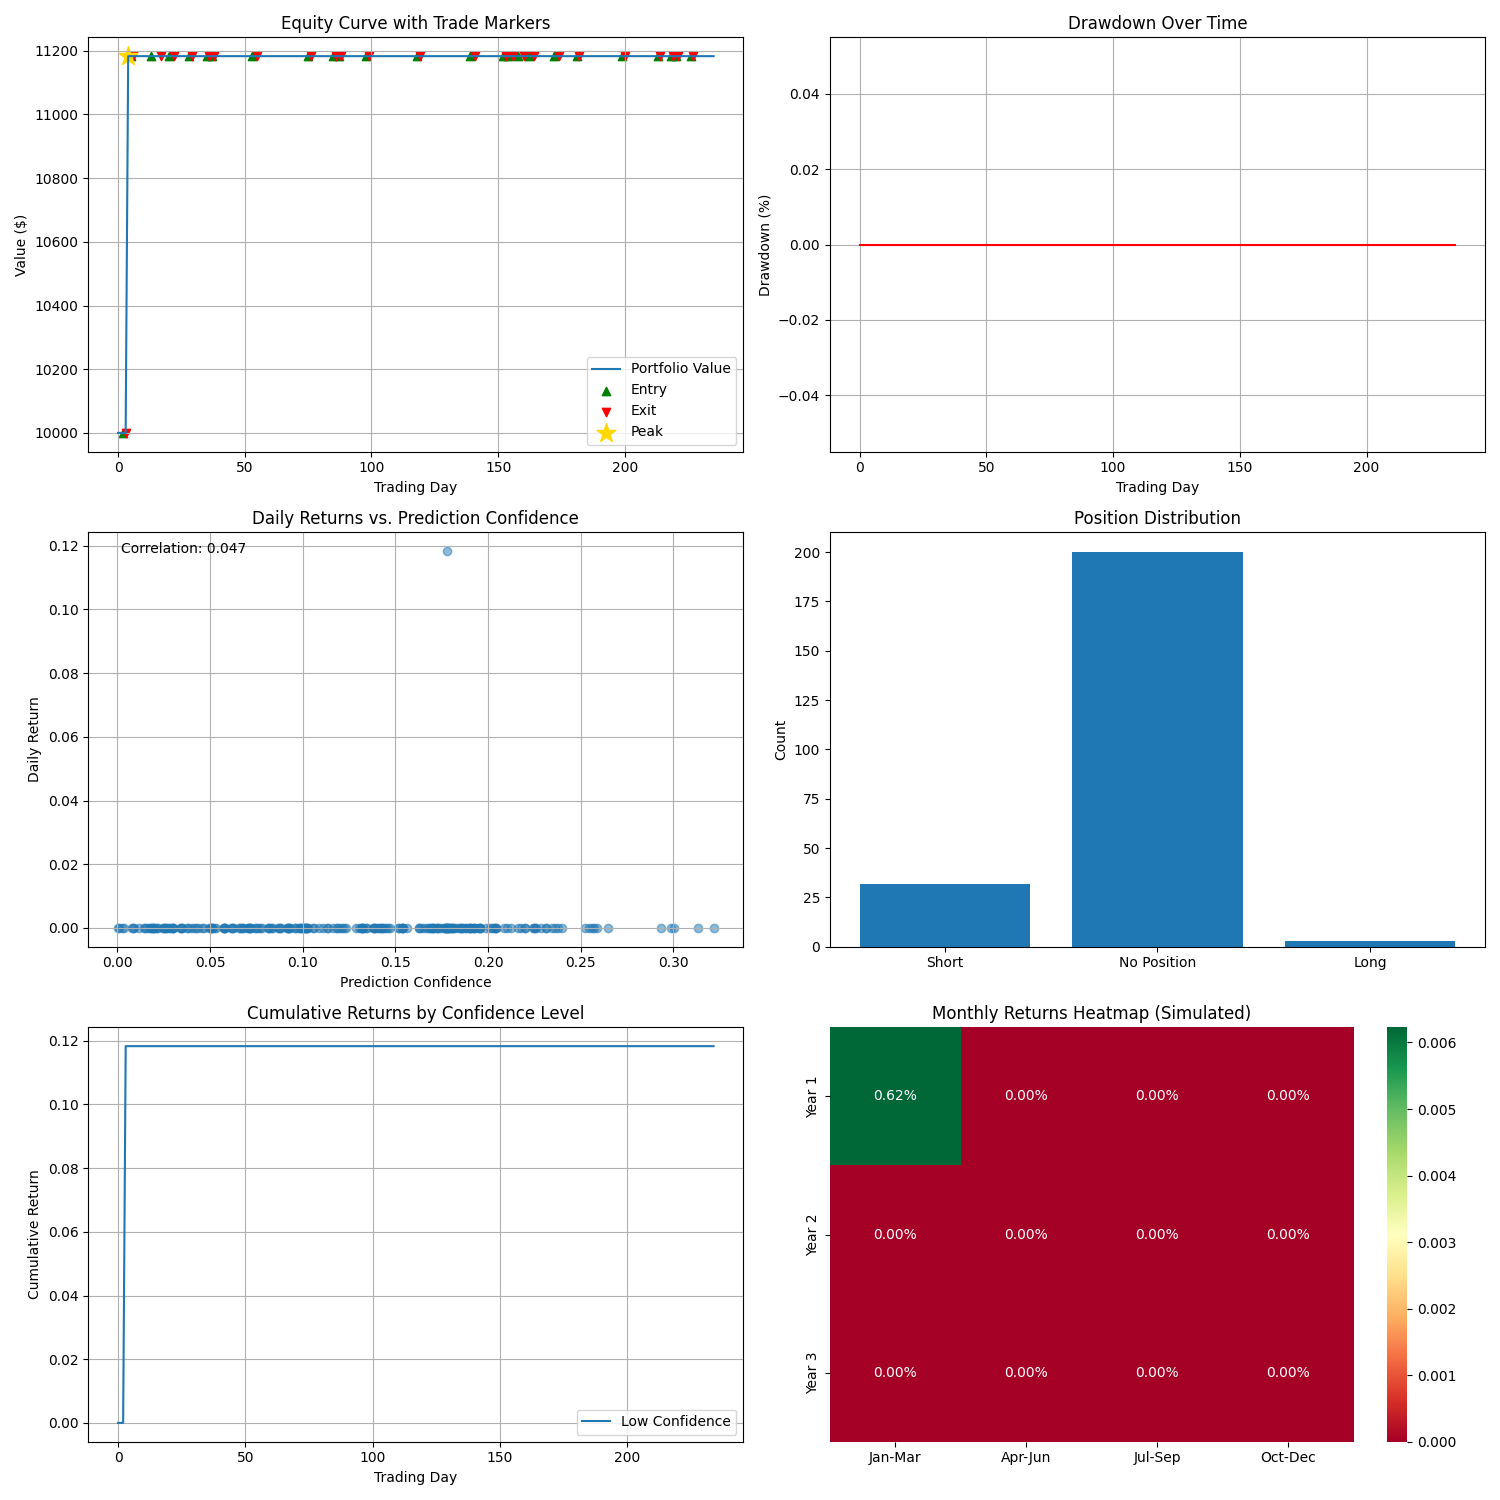 Equity Curve with Trade Markers
11200
11000
10800
10600
10400
10200
10000
Value ($)
0 50 100 150 200
Trading Day
Portfolio Value
Entry
Exit
Peak
Drawdown Over Time
0.04
0.02
0.00
−0.02
−0.04
Drawdown (%)
0 50 100 150 200
Trading Day
Daily Returns vs. Prediction Confidence
Correlation: 0.047
0.12
0.10
0.08
0.06
0.04
0.02
0.00
Daily Return
0.00 0.05 0.10 0.15 0.20 0.25 0.30
Prediction Confidence
Position Distribution
200
175
150
125
100
75
50
25
0
Count
Short No Position Long
Cumulative Returns by Confidence Level
0.12
0.10
0.08
0.06
0.04
0.02
0.00
Cumulative Return
0 50 100 150 200
Trading Day
Low Confidence
Monthly Returns Heatmap (Simulated)
Year 1
0.62% 0.00% 0.00% 0.00%
Year 2
0.00% 0.00% 0.00% 0.00%
Year 3
0.00% 0.00% 0.00% 0.00%
Jan-Mar Apr-Jun Jul-Sep Oct-Dec
0.006
0.005
0.004
0.003
0.002
0.001
0.000